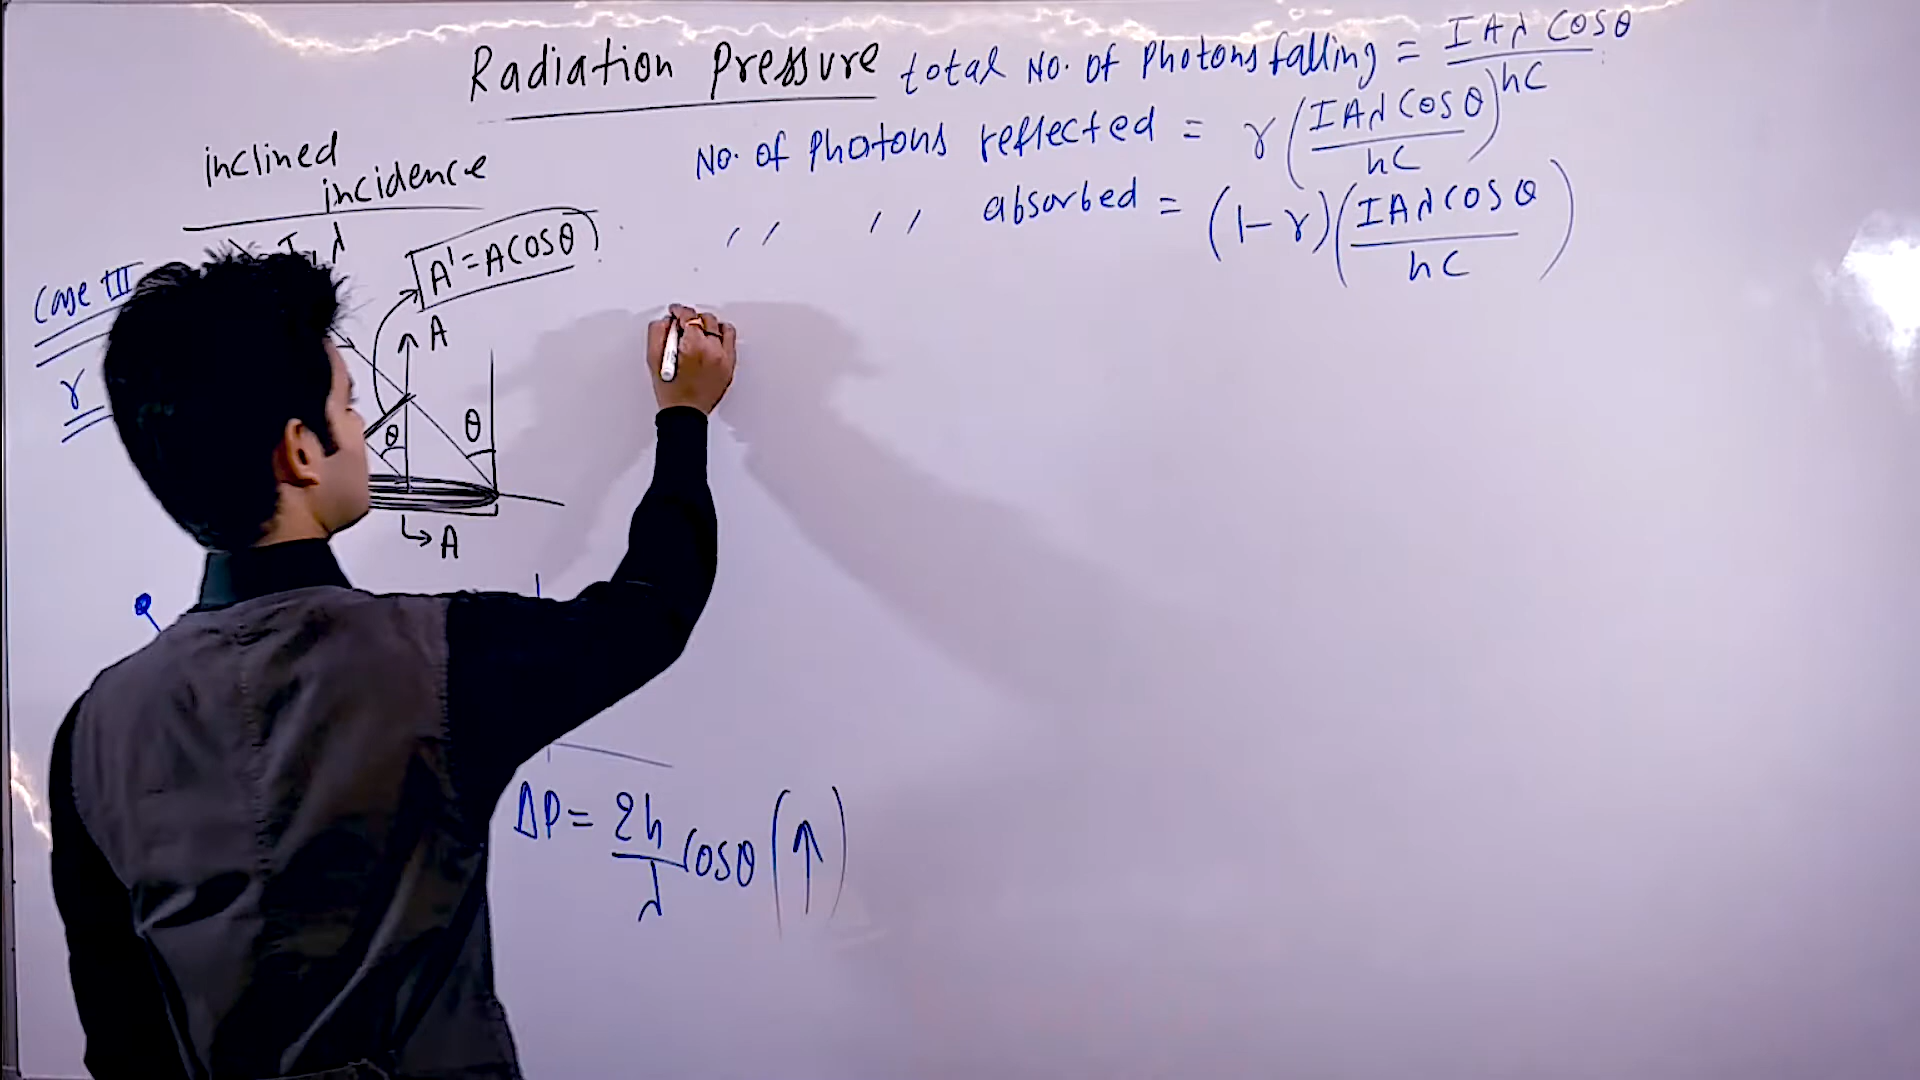 Radiation Pressure
total No. of Photons falling = IAλ cosθ / hc
No. of Photons reflected = r (IAλ cosθ / hc)
〃 〃 absorbed = (1-r) (IAλ cosθ / hc)
inclined
incidence
I, λ
Case III
A' = A cosθ
r
A
θ θ
↳ A
ΔP = 2h/λ cosθ (↑)